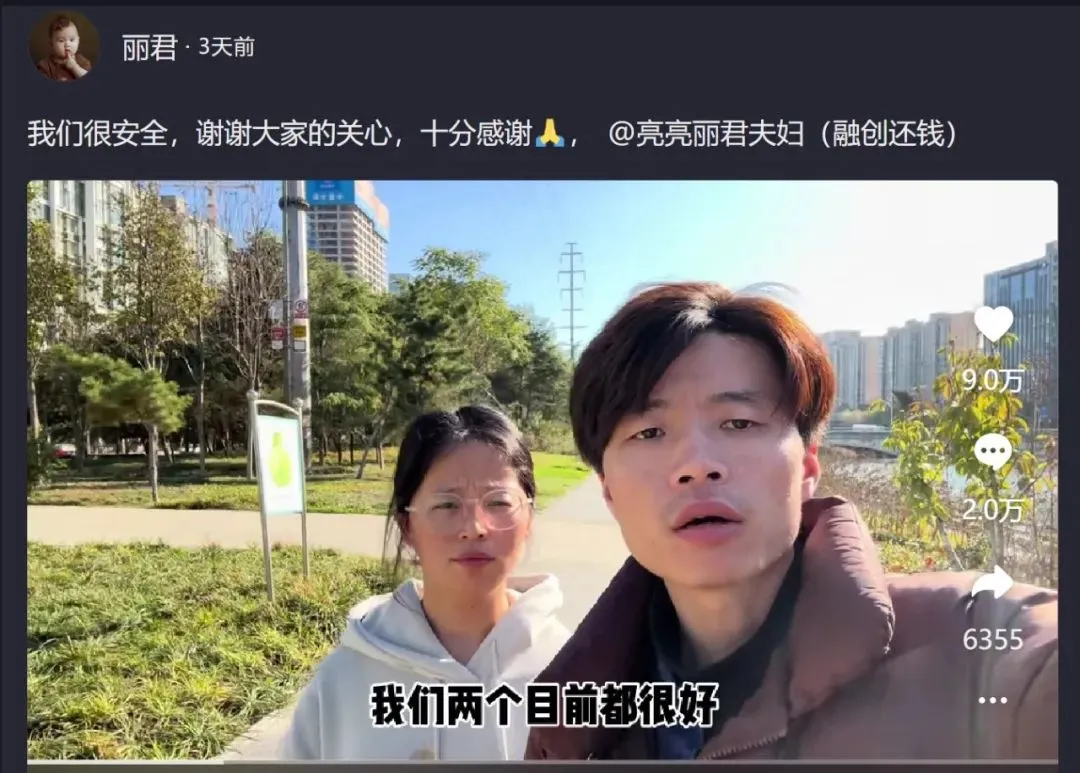 丽君 · 3天前
我们很安全，谢谢大家的关心，十分感谢🙏， @亮亮丽君夫妇（融创还钱）
9.0万
2.0万
6355
我们两个目前都很好